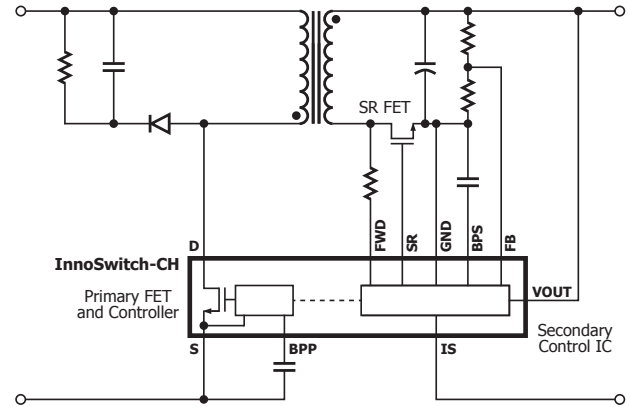 SR FET
FWD
SR
GND
BPS
FB
D
InnoSwitch-CH
Primary FET
and Controller
VOUT
Secondary
Control IC
S
BPP
IS